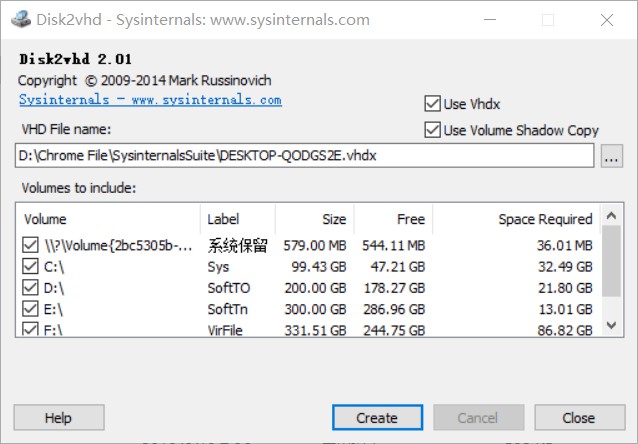 Disk2vhd - Sysinternals: www.sysinternals.com
Disk2vhd 2.01
Copyright © 2009-2014 Mark Russinovich
Sysinternals - www.sysinternals.com
Use Vhdx
VHD File name:
Use Volume Shadow Copy
D:\Chrome File\SysinternalsSuite\DESKTOP-QODGS2E.vhdx
...
Volumes to include:
Volume Label Size Free Space Required
\\?\Volume{2bc5305b-... 系统保留 579.00 MB 544.11 MB 36.01 MB
C:\ Sys 99.43 GB 47.21 GB 32.49 GB
D:\ SoftTO 200.00 GB 178.27 GB 21.80 GB
E:\ SoftTn 300.00 GB 286.96 GB 13.01 GB
F:\ VirFile 331.51 GB 244.75 GB 86.82 GB
Help Create Cancel Close